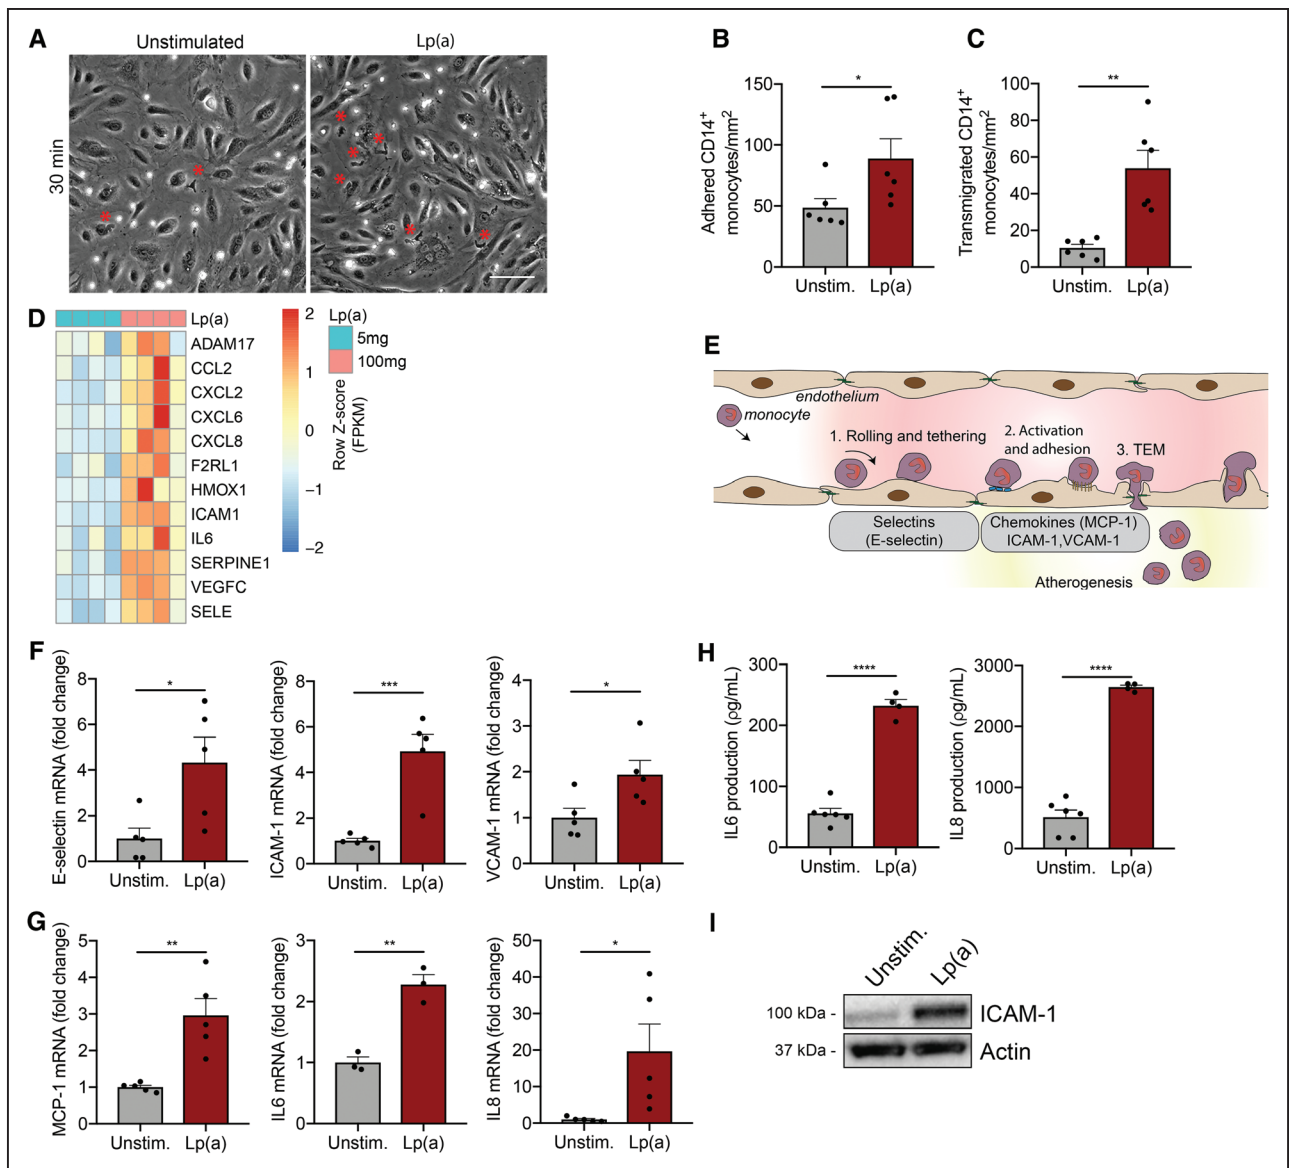 A
Unstimulated
Lp(a)
30 min
* * * * * * * *
B
Adhered CD14+
monocytes/mm2
150
100
50
0
*
Unstim. Lp(a)
C
Transmigrated CD14+
monocytes/mm2
100
80
60
40
20
0
**
Unstim. Lp(a)
D
Lp(a)
ADAM17
CCL2
CXCL2
CXCL6
CXCL8
F2RL1
HMOX1
ICAM1
IL6
SERPINE1
VEGFC
SELE
2
1
0
−1
−2
Row Z-score
(FPKM)
Lp(a)
5mg
100mg
E
endothelium
monocyte
1. Rolling and tethering
2. Activation
and adhesion
3. TEM
Selectins
(E-selectin)
Chemokines (MCP-1)
ICAM-1,VCAM-1
Atherogenesis
F
E-selectin mRNA (fold change)
8
6
4
2
0
*
Unstim. Lp(a)
ICAM-1 mRNA (fold change)
8
6
4
2
0
***
Unstim. Lp(a)
VCAM-1 mRNA (fold change)
4
3
2
1
0
*
Unstim. Lp(a)
G
MCP-1 mRNA (fold change)
5
4
3
2
1
0
**
Unstim. Lp(a)
IL6 mRNA (fold change)
3
2
1
0
**
Unstim. Lp(a)
IL8 mRNA (fold change)
50
40
30
20
10
0
*
Unstim. Lp(a)
H
IL6 production (ρg/mL)
300
200
100
0
****
Unstim. Lp(a)
IL8 production (ρg/mL)
3000
2000
1000
0
****
Unstim. Lp(a)
I
Unstim. Lp(a)
100 kDa - ICAM-1
37 kDa - Actin